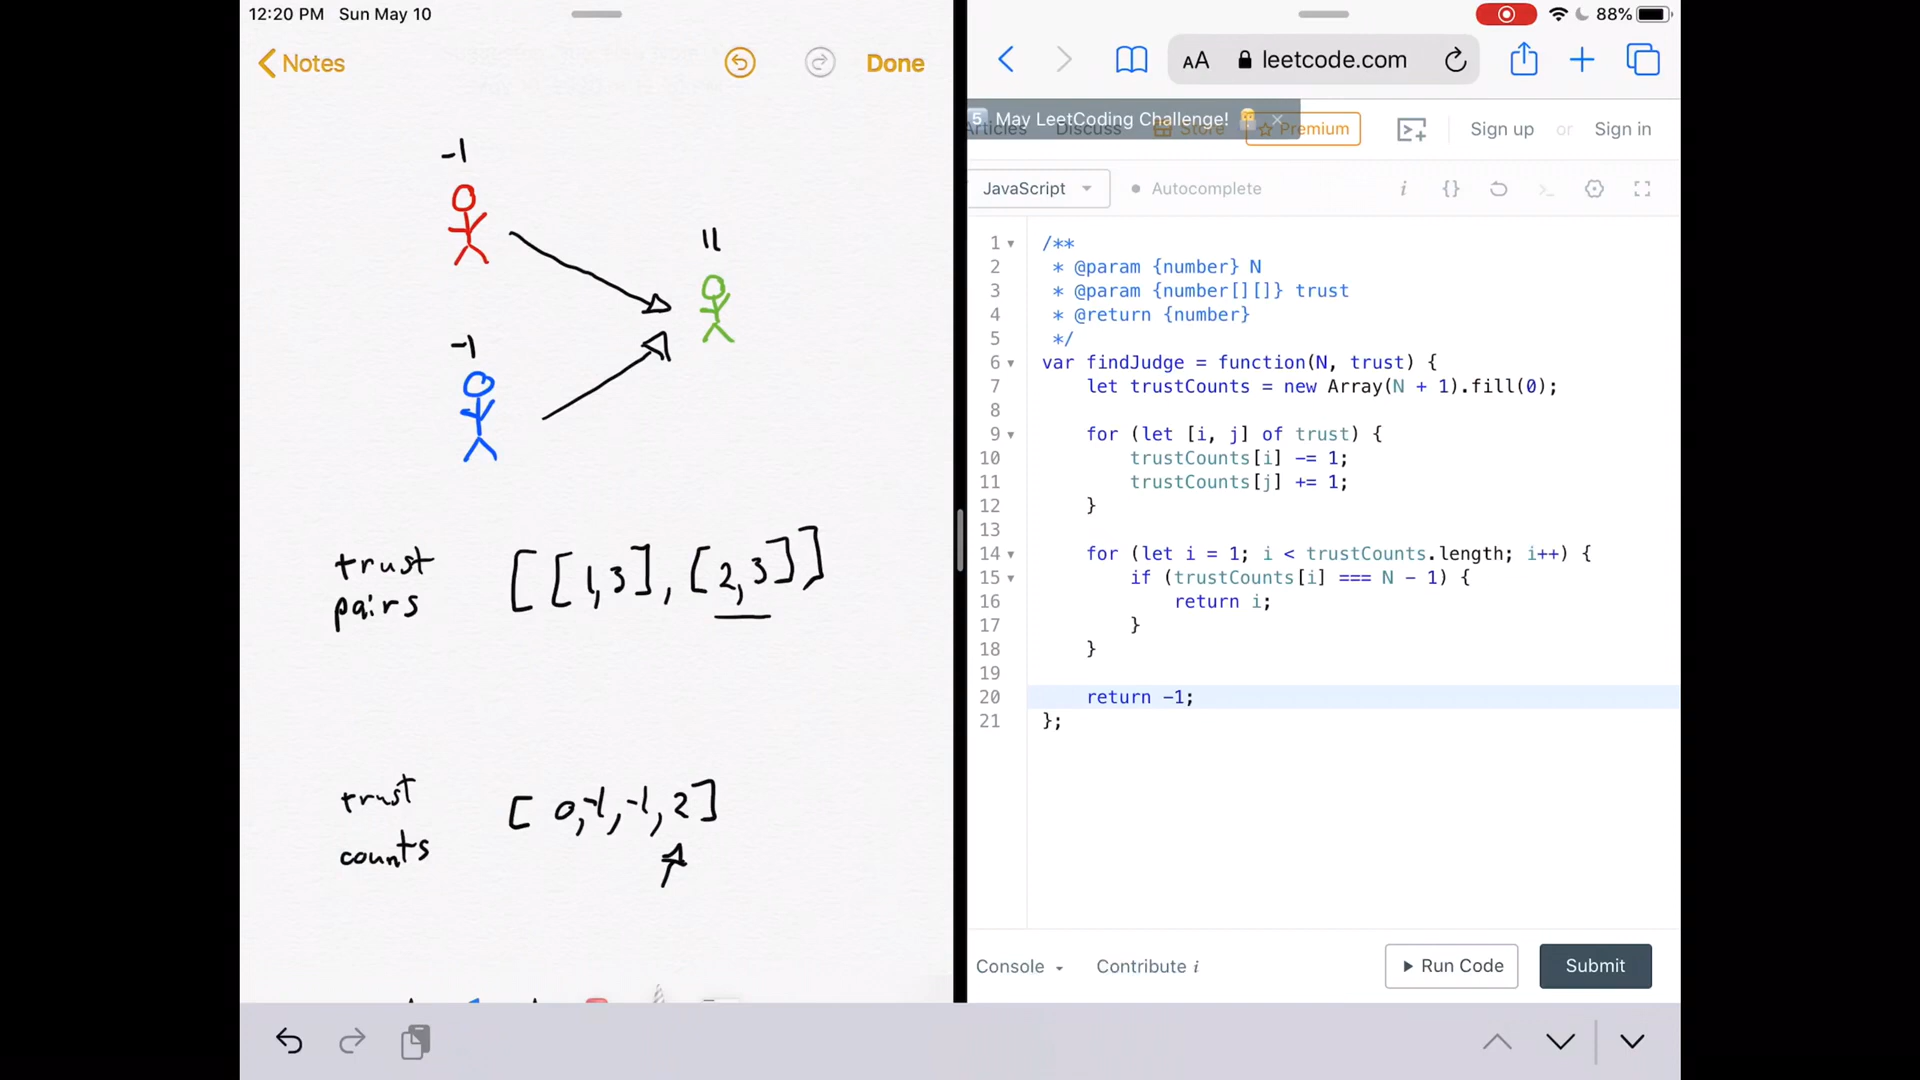 12:20 PM Sun May 10
88%
Notes
Done
-1
-1
11
trust
pairs
[[1,3], [2,3]]
trust
counts
[ 0,-1,-1, 2]
AA leetcode.com
5 May LeetCoding Challenge! ×
Articles Discuss Store Premium Sign up or Sign in
JavaScript Autocomplete i {}
1 /**
2 * @param {number} N
3 * @param {number[][]} trust
4 * @return {number}
5 */
6 var findJudge = function(N, trust) {
7 let trustCounts = new Array(N + 1).fill(0);
8
9 for (let [i, j] of trust) {
10 trustCounts[i] -= 1;
11 trustCounts[j] += 1;
12 }
13
14 for (let i = 1; i < trustCounts.length; i++) {
15 if (trustCounts[i] === N - 1) {
16 return i;
17 }
18 }
19
20 return -1;
21 };
Console Contribute i Run Code Submit